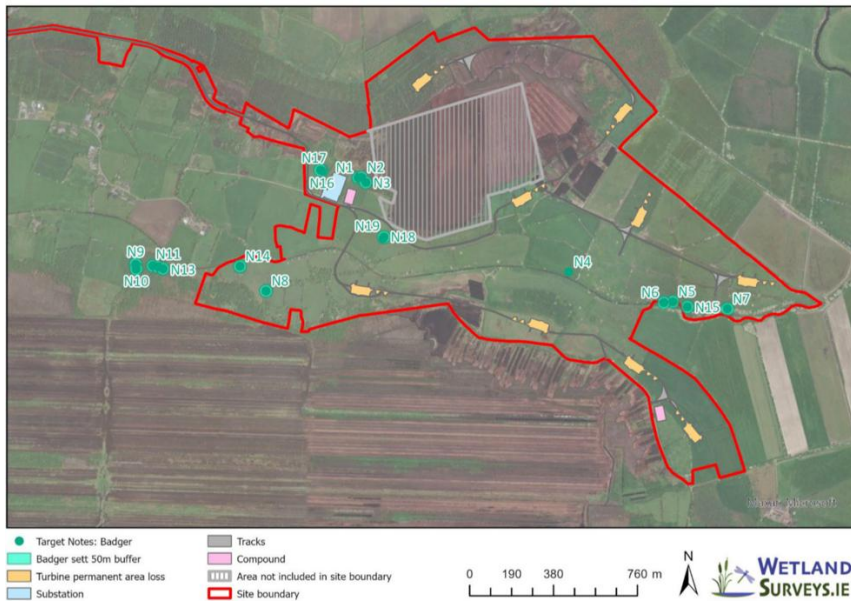 N17
N1
N2
N16
N3
N19
N18
N9
N11
N14
N10
N13
N4
N8
N6
N5
N15
N7
Microsoft
Target Notes: Badger
Badger sett 50m buffer
Turbine permanent area loss
Substation
Tracks
Compound
Area not included in site boundary
Site boundary
0 190 380 760 m
N
WETLAND
SURVEYS.IE